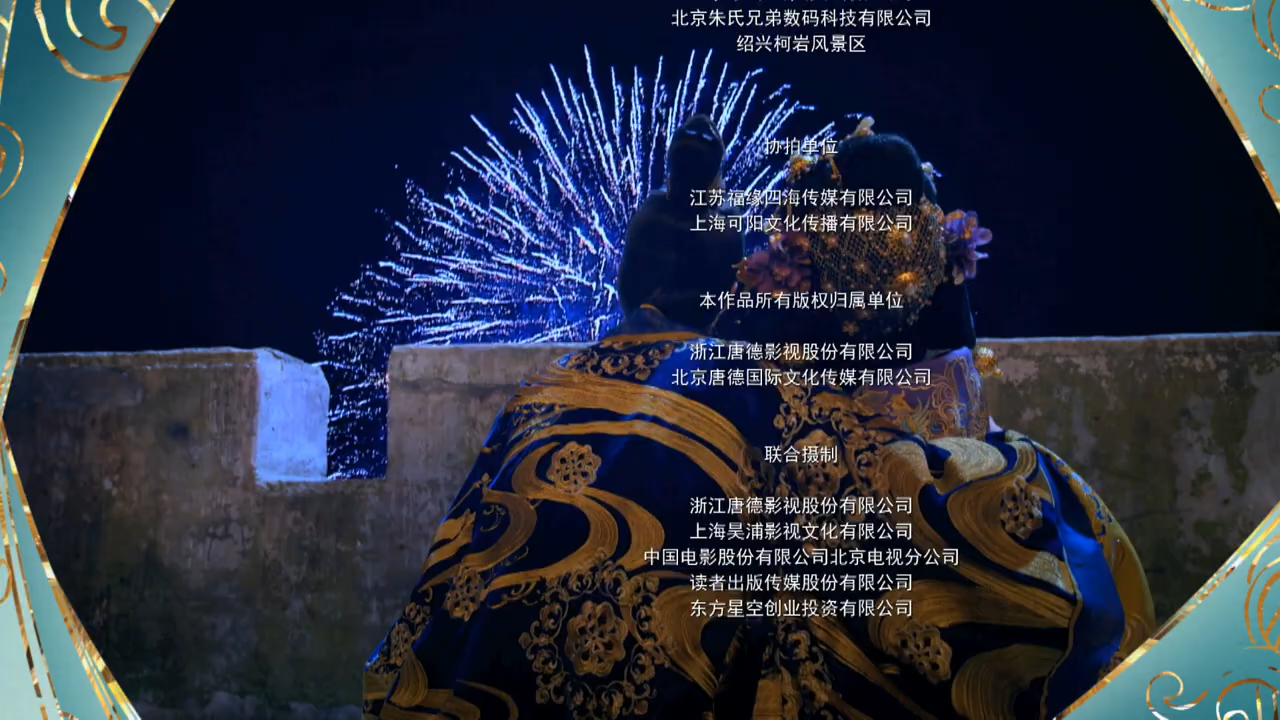 北京朱氏兄弟数码科技有限公司
绍兴柯岩风景区
协拍单位
江苏福缘四海传媒有限公司
上海可阳文化传播有限公司
本作品所有版权归属单位
浙江唐德影视股份有限公司
北京唐德国际文化传媒有限公司
联合摄制
浙江唐德影视股份有限公司
上海昊浦影视文化有限公司
中国电影股份有限公司北京电视分公司
读者出版传媒股份有限公司
东方星空创业投资有限公司